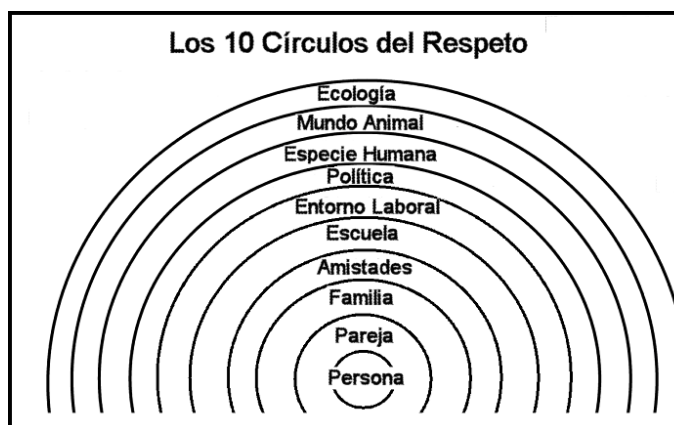 Los 10 Círculos del Respeto
Ecología
Mundo Animal
Especie Humana
Política
Entorno Laboral
Escuela
Amistades
Familia
Pareja
Persona